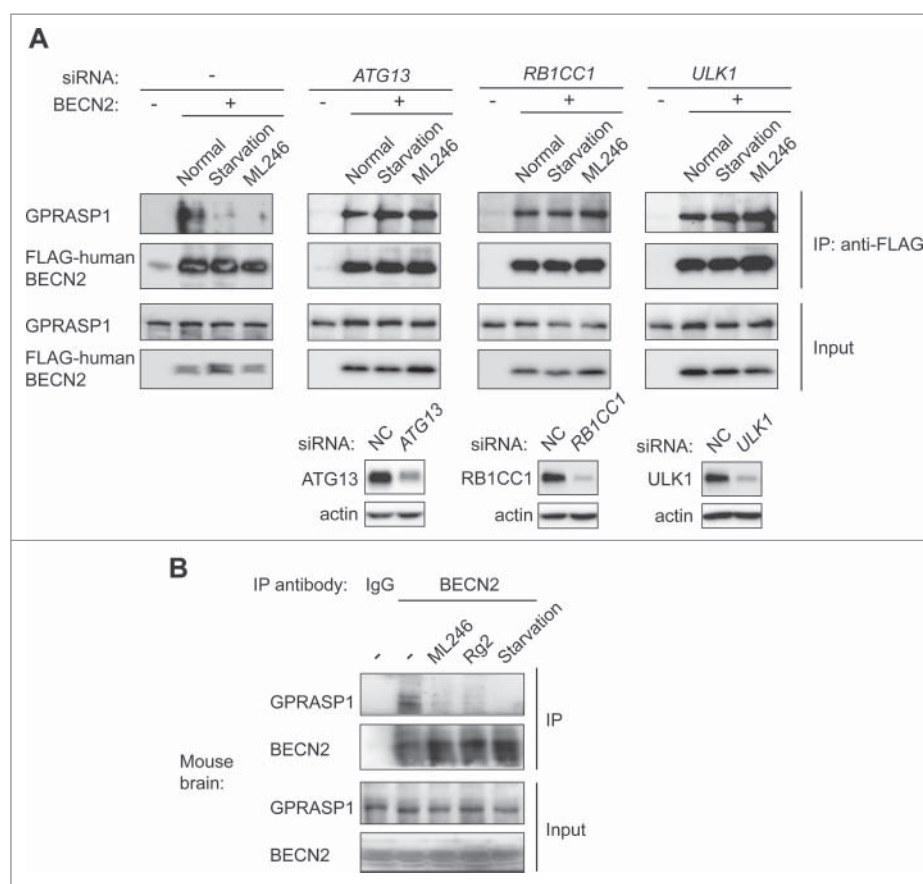 A
siRNA: - ATG13 RB1CC1 ULK1
BECN2: - + - + - + - +
Normal Starvation ML246 Normal Starvation ML246 Normal Starvation ML246 Normal Starvation ML246
GPRASP1
FLAG-human
BECN2
IP: anti-FLAG
GPRASP1
FLAG-human
BECN2
Input
siRNA: NC ATG13 siRNA: NC RB1CC1 siRNA: NC ULK1
ATG13 RB1CC1 ULK1
actin actin actin
B
IP antibody: IgG BECN2
- - ML246 Rg2 Starvation
GPRASP1
BECN2
IP
Mouse
brain:
GPRASP1
BECN2
Input